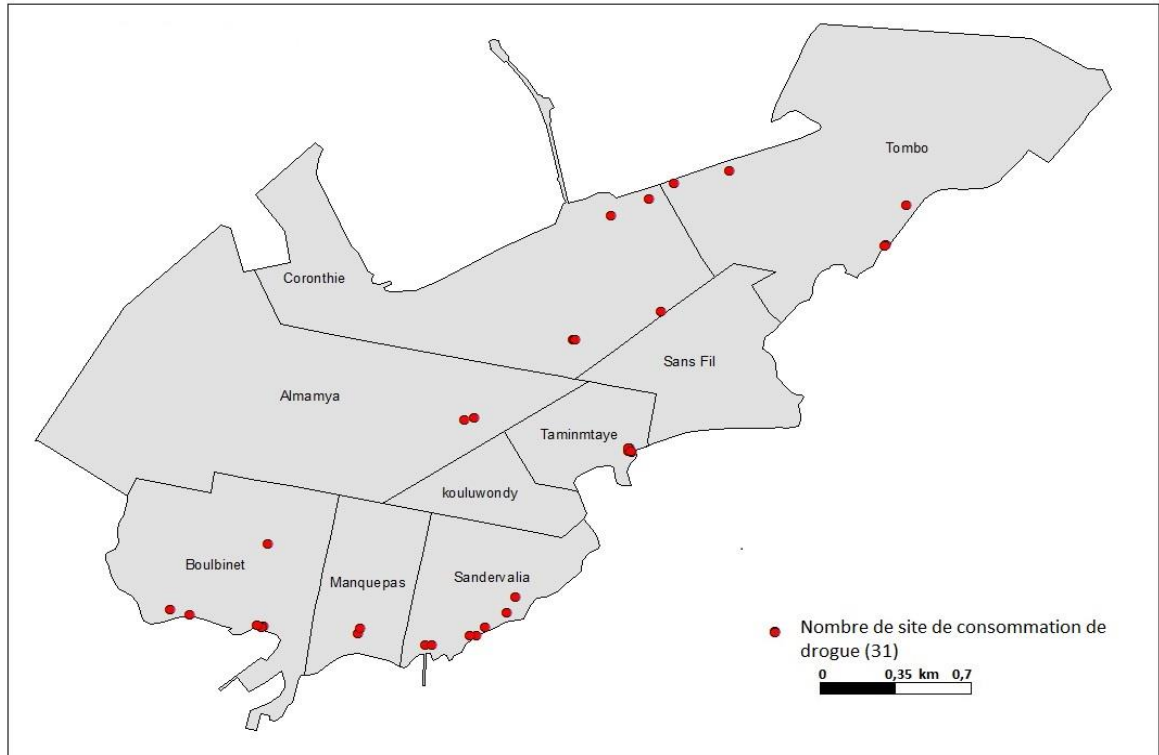 Tombo
Coronthie
Sans Fil
Almamya
Taminmtaye
kouluwondy
Boulbinet
Manquepas
Sandervalia
Nombre de site de consommation de
drogue (31)
0 0,35 km 0,7